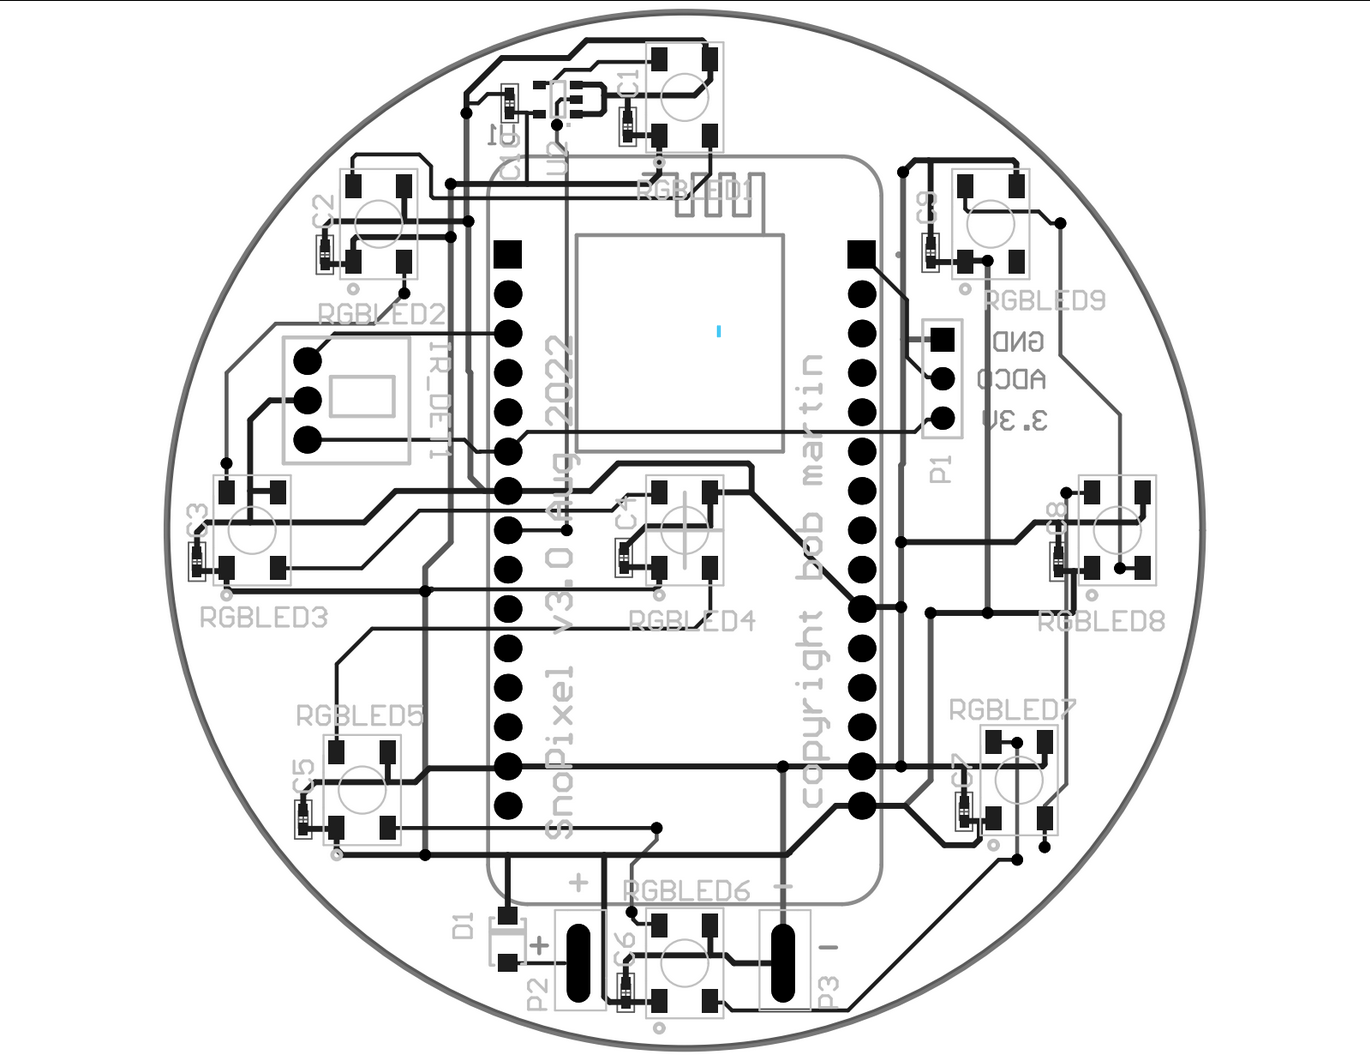 C1
U1
C10
U2
RGBLED1
C2
C9
RGBLED2
RGBLED9
GND
ADC0
3.3V
IR_DET1
P1
C3
C4
C8
RGBLED3
RGBLED4
RGBLED8
SnoPixel v3.0 Aug 2022
copyright bob martin
RGBLED5
RGBLED7
C5
C7
+
RGBLED6
-
D1
+
C6
-
P2
P3